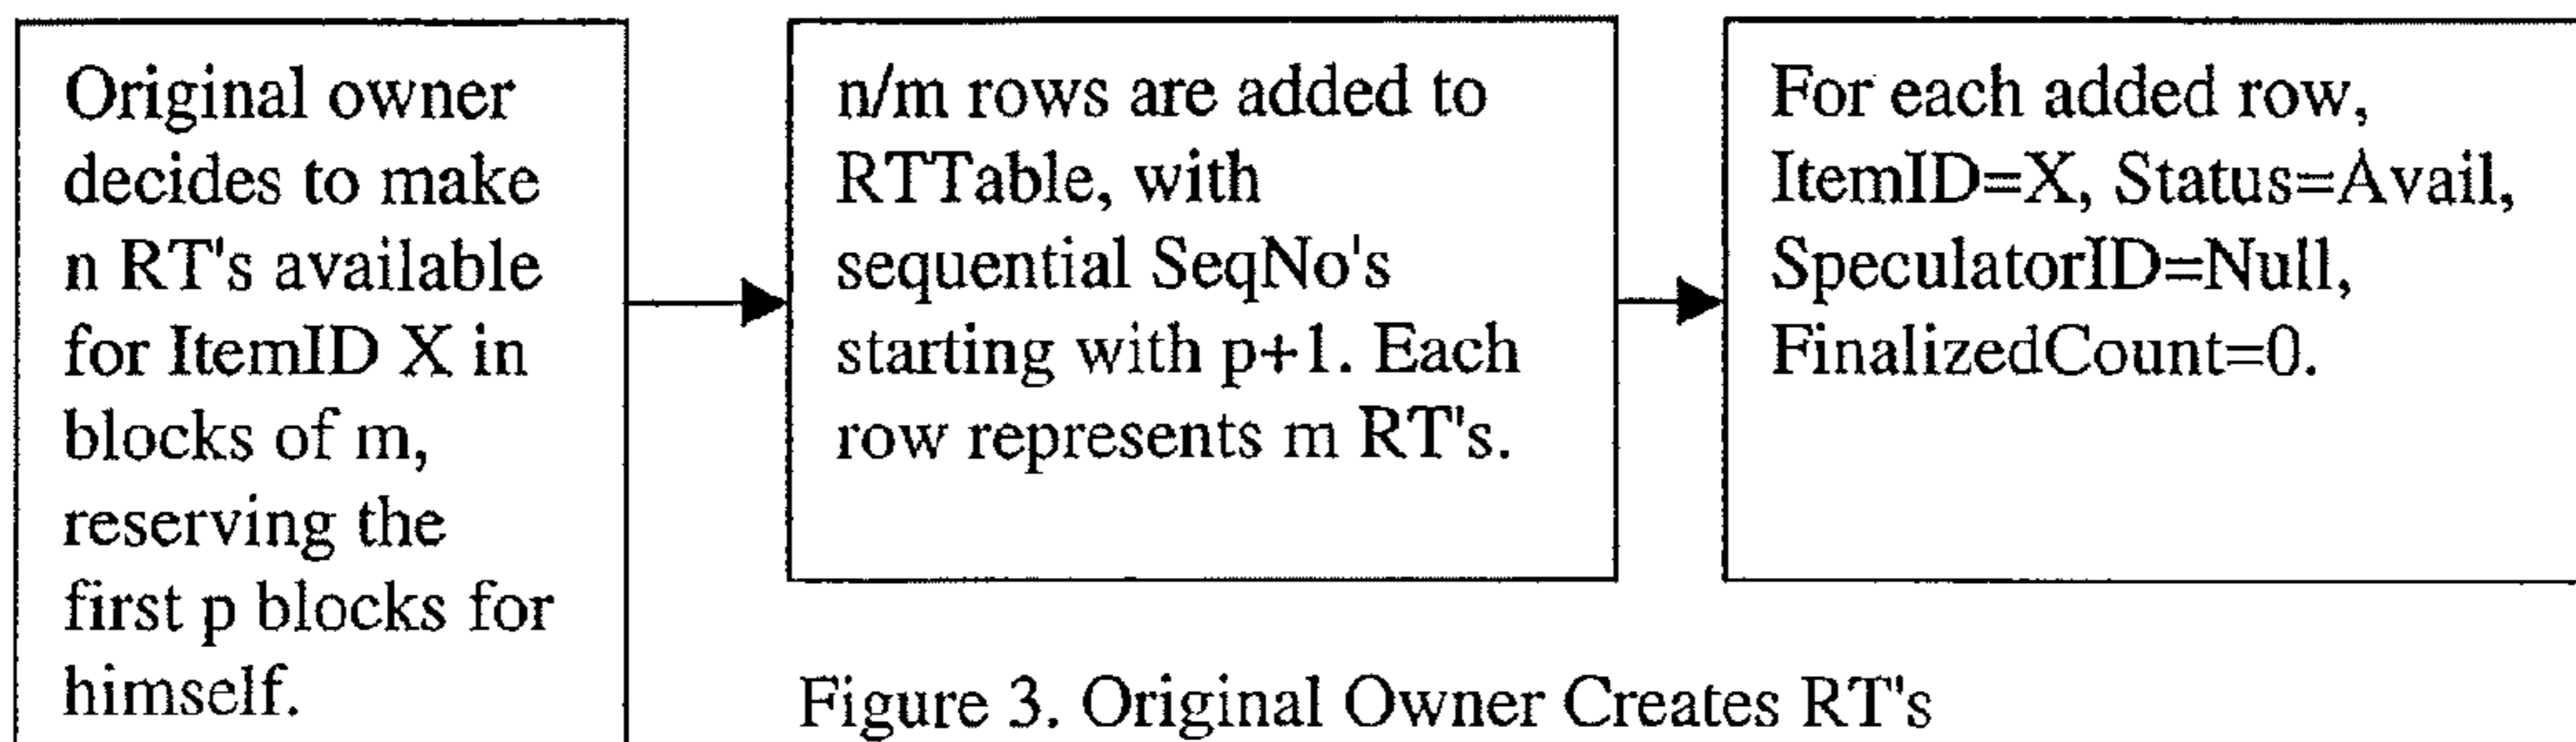 Original owner
decides to make
n RT's available
for ItemID X in
blocks of m,
reserving the
first p blocks for
himself.
n/m rows are added to
RTTable, with
sequential SeqNo's
starting with p+1. Each
row represents m RT's.
For each added row,
ItemID=X, Status=Avail,
SpeculatorID=Null,
FinalizedCount=0.
Figure 3. Original Owner Creates RT's